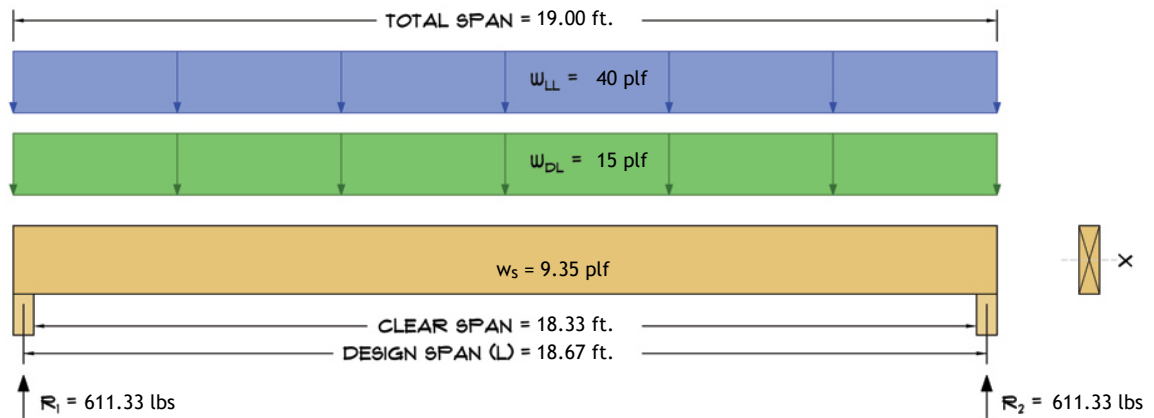 TOTAL SPAN = 19.00 ft.
WLL = 40 plf
WDL = 15 plf
ws = 9.35 plf
X
CLEAR SPAN = 18.33 ft.
DESIGN SPAN (L) = 18.67 ft.
R1 = 611.33 lbs
R2 = 611.33 lbs